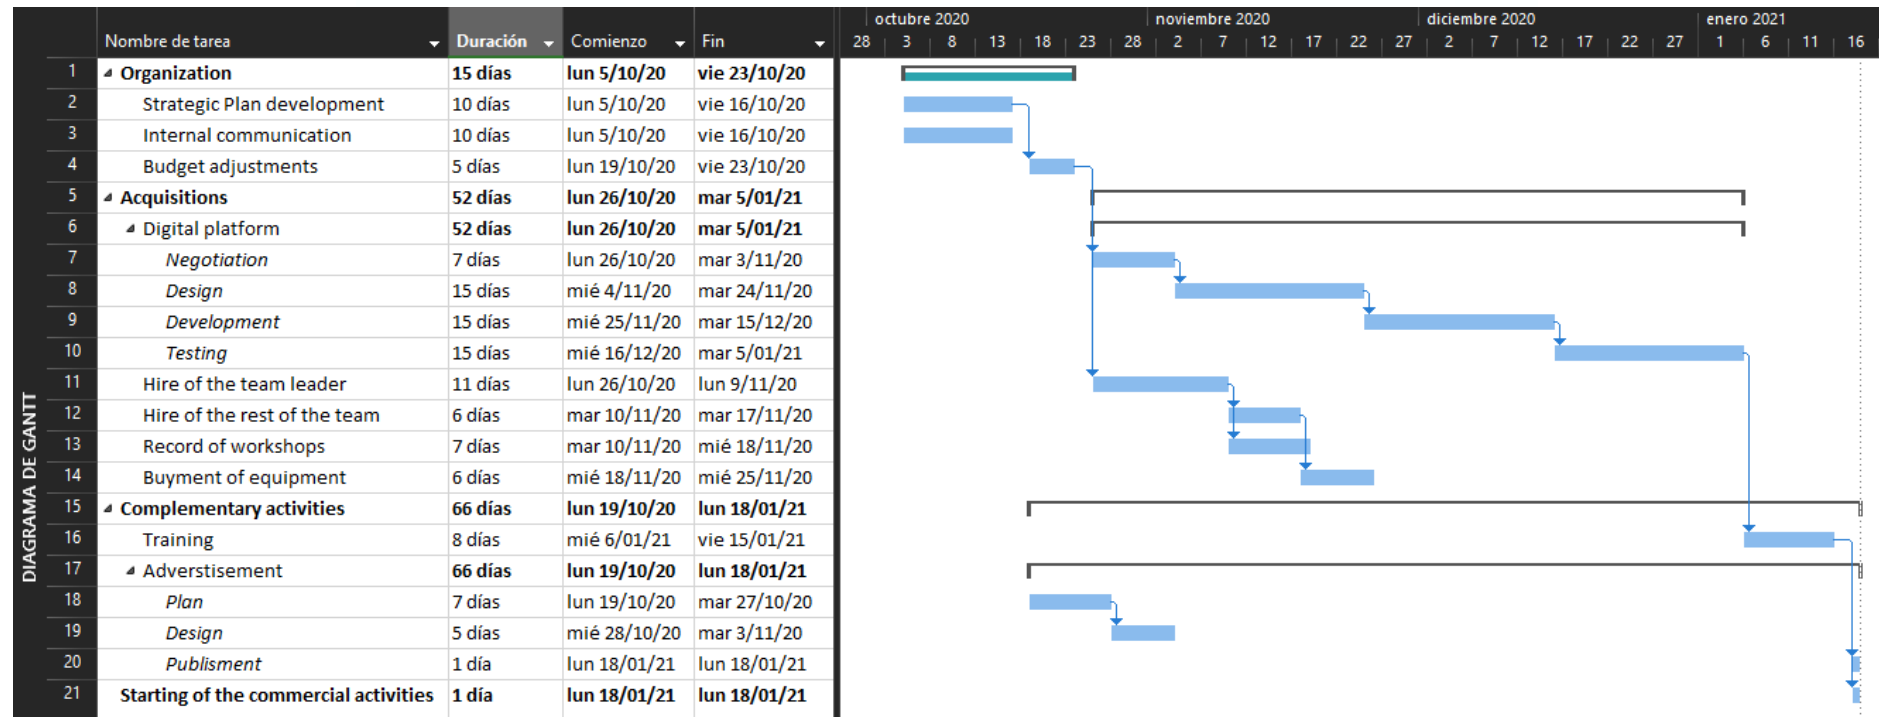 octubre 2020 noviembre 2020 diciembre 2020 enero 2021
Nombre de tarea Duración Comienzo Fin 28 3 8 13 18 23 28 2 7 12 17 22 27 2 7 12 17 22 27 1 6 11 16
1 Organization 15 días lun 5/10/20 vie 23/10/20
2 Strategic Plan development 10 días lun 5/10/20 vie 16/10/20
3 Internal communication 10 días lun 5/10/20 vie 16/10/20
4 Budget adjustments 5 días lun 19/10/20 vie 23/10/20
5 Acquisitions 52 días lun 26/10/20 mar 5/01/21
6 Digital platform 52 días lun 26/10/20 mar 5/01/21
7 Negotiation 7 días lun 26/10/20 mar 3/11/20
8 Design 15 días mié 4/11/20 mar 24/11/20
9 Development 15 días mié 25/11/20 mar 15/12/20
10 Testing 15 días mié 16/12/20 mar 5/01/21
11 Hire of the team leader 11 días lun 26/10/20 lun 9/11/20
12 Hire of the rest of the team 6 días mar 10/11/20 mar 17/11/20
13 Record of workshops 7 días mar 10/11/20 mié 18/11/20
14 Buyment of equipment 6 días mié 18/11/20 mié 25/11/20
15 Complementary activities 66 días lun 19/10/20 lun 18/01/21
16 Training 8 días mié 6/01/21 vie 15/01/21
17 Adverstisement 66 días lun 19/10/20 lun 18/01/21
18 Plan 7 días lun 19/10/20 mar 27/10/20
19 Design 5 días mié 28/10/20 mar 3/11/20
20 Publisment 1 día lun 18/01/21 lun 18/01/21
21 Starting of the commercial activities 1 día lun 18/01/21 lun 18/01/21
DIAGRAMA DE GANTT